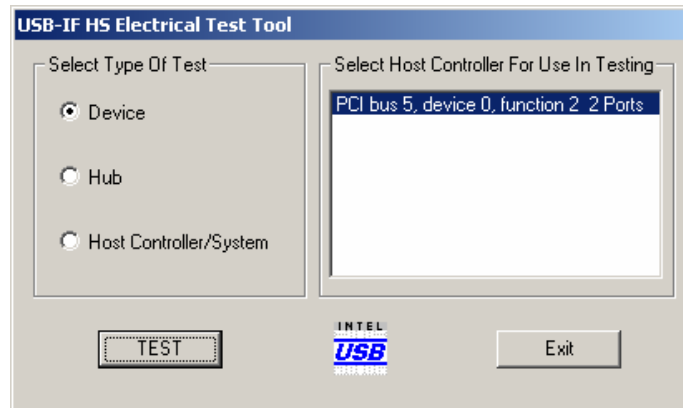 USB-IF HS Electrical Test Tool
Select Type Of Test
Device
Hub
Host Controller/System
Select Host Controller For Use In Testing
PCI bus 5, device 0, function 2 2 Ports
TEST
INTEL
USB
Exit